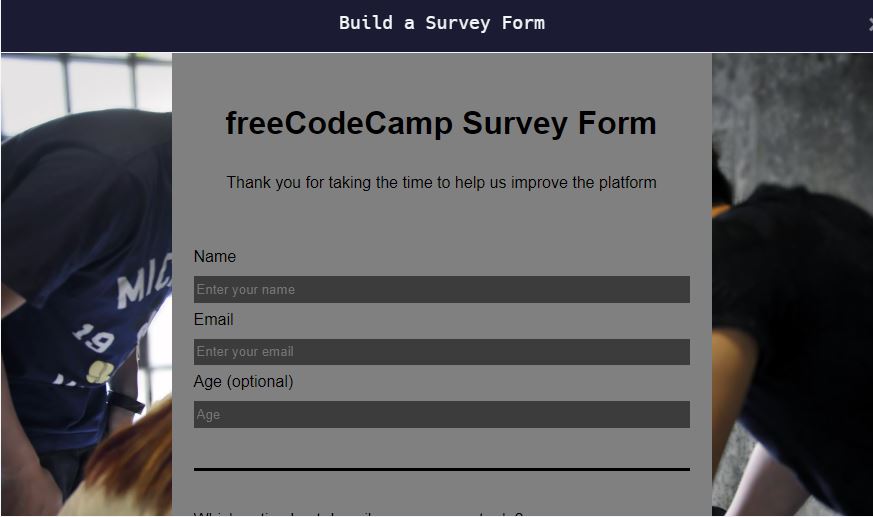 Build a Survey Form
freeCodeCamp Survey Form
Thank you for taking the time to help us improve the platform
Name
Enter your name
Email
Enter your email
Age (optional)
Age
19